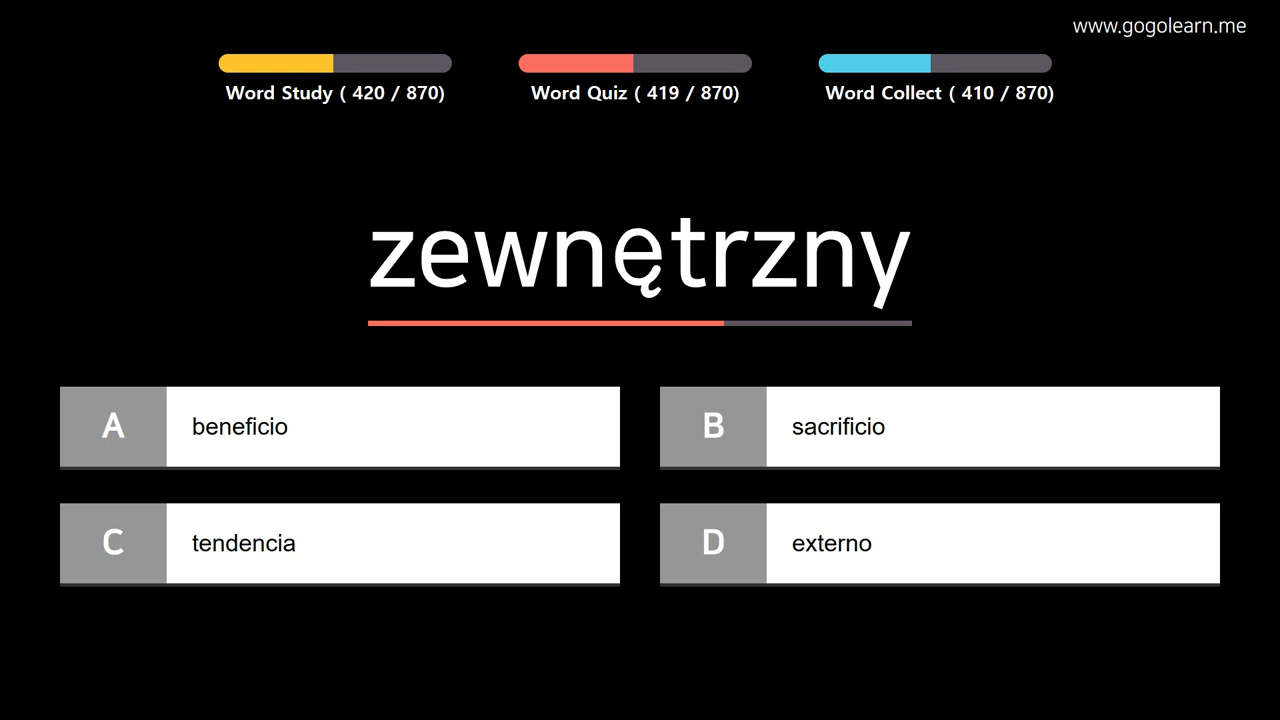 www.gogolearn.me
Word Study ( 420 / 870)
Word Quiz ( 419 / 870)
Word Collect ( 410 / 870)
zewnętrzny
A beneficio
B sacrificio
C tendencia
D externo